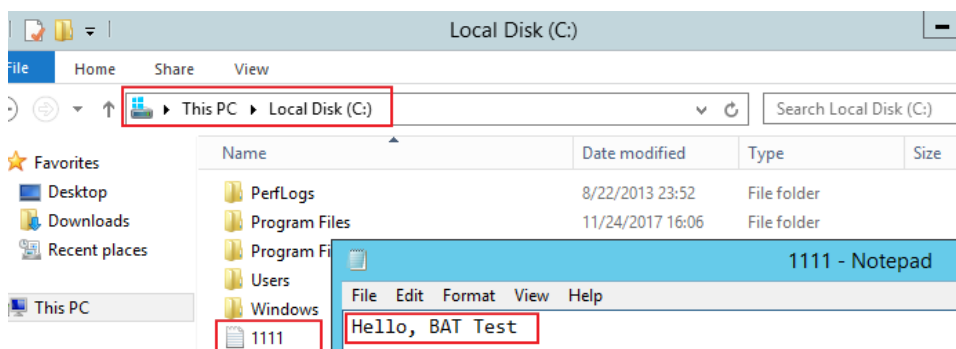 Local Disk (C:)
File Home Share View
This PC Local Disk (C:) Search Local Disk (C:)
Name Date modified Type Size
Favorites
Desktop PerfLogs 8/22/2013 23:52 File folder
Downloads Program Files 11/24/2017 16:06 File folder
Recent places Program Fi
1111 - Notepad
Users
File Edit Format View Help
This PC Windows
Hello, BAT Test
1111